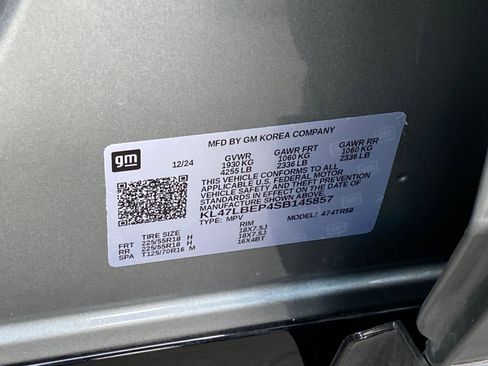 MFD BY GM KOREA COMPANY
gm
12/24 GVWR GAWR FRT GAWR RR
1930 KG 1060 KG 1060 KG
4255 LB 2336 LB 2336 LB
THIS VEHICLE CONFORMS TO ALL
APPLICABLE U.S. FEDERAL MOTOR
VEHICLE SAFETY AND THEFT
PREVENTION STANDARDS IN EFFECT ON THE DATE OF
MANUFACTURE SHOWN ABOVE.
KL47LBEP4SB145857
TYPE: MPV MODEL: 474TR58
TIRE SIZE RIM
FRT 225/55R18 H 18X7.5J
RR 225/55R18 H 18X7.5J
SPA T125/70R16 M 16X4BT